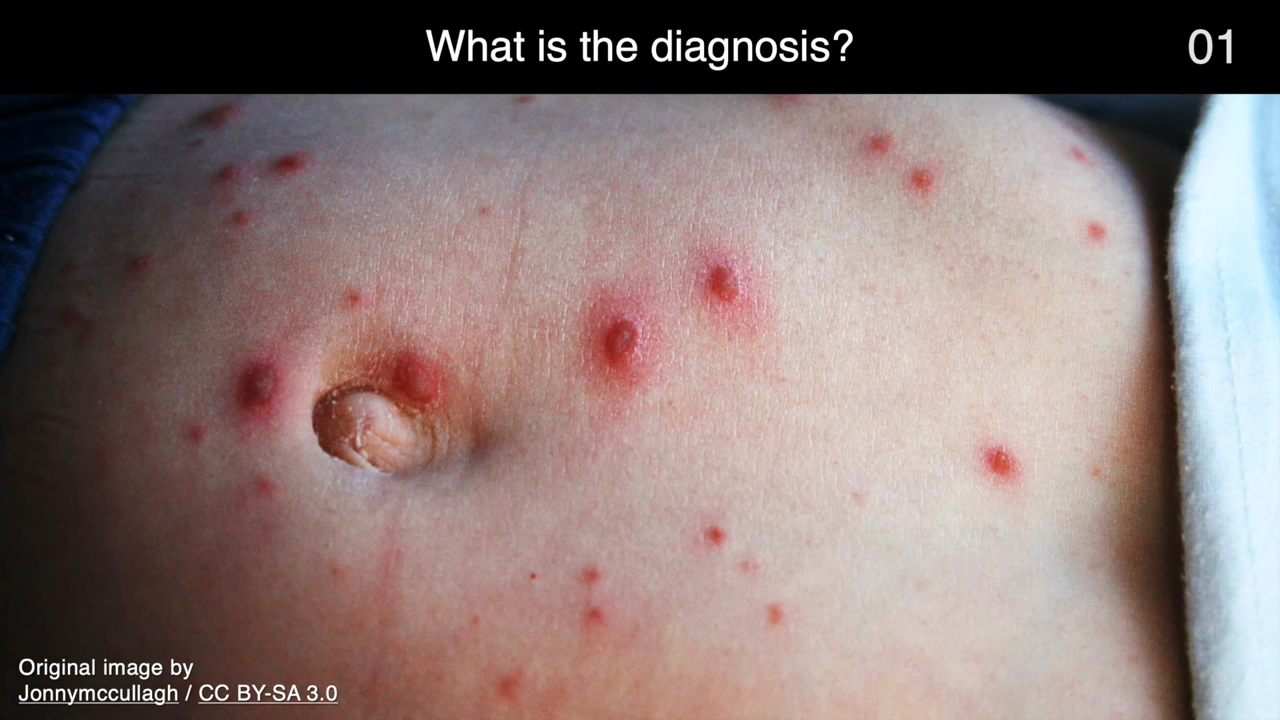 What is the diagnosis?
01
Original image by
Jonnymccullagh / CC BY-SA 3.0